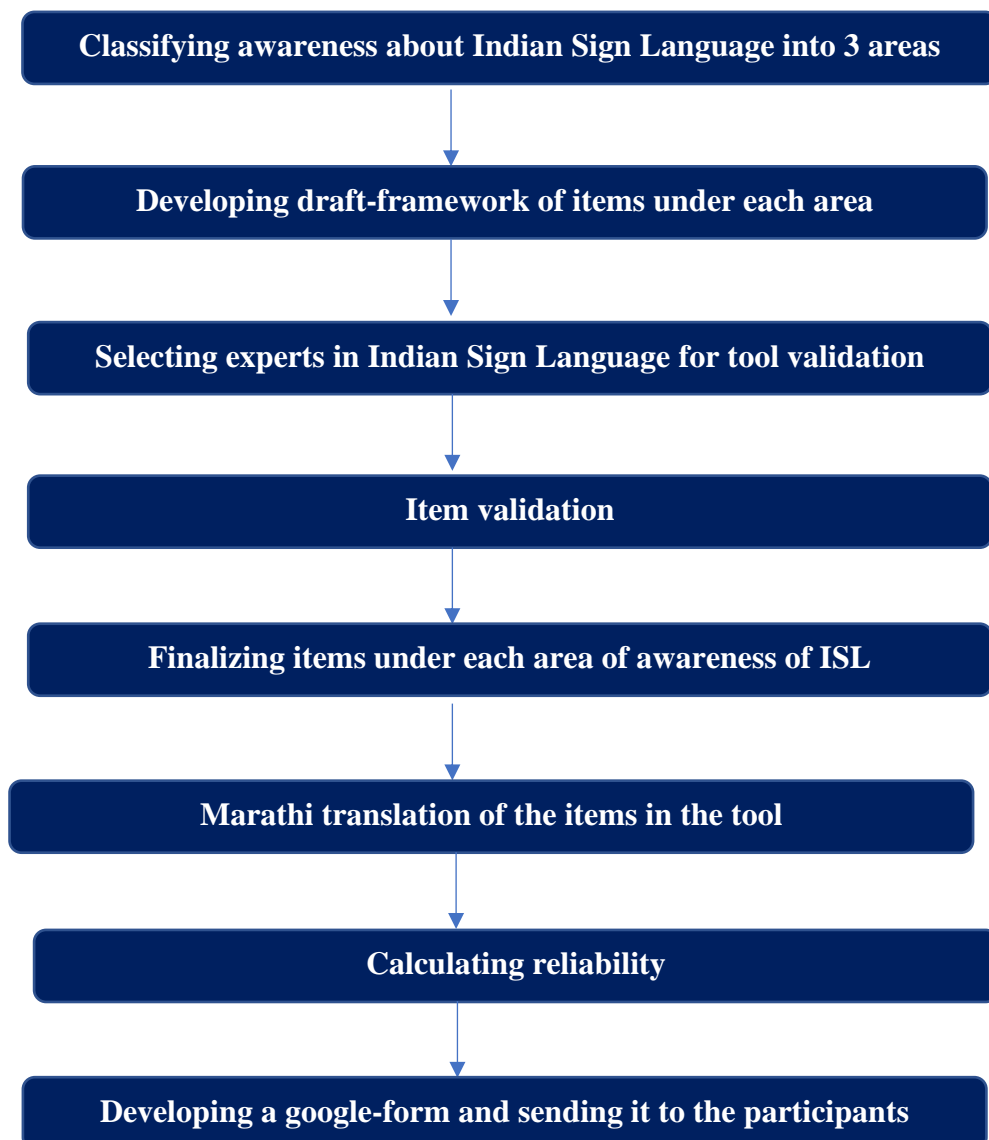 Classifying awareness about Indian Sign Language into 3 areas
Developing draft-framework of items under each area
Selecting experts in Indian Sign Language for tool validation
Item validation
Finalizing items under each area of awareness of ISL
Marathi translation of the items in the tool
Calculating reliability
Developing a google-form and sending it to the participants